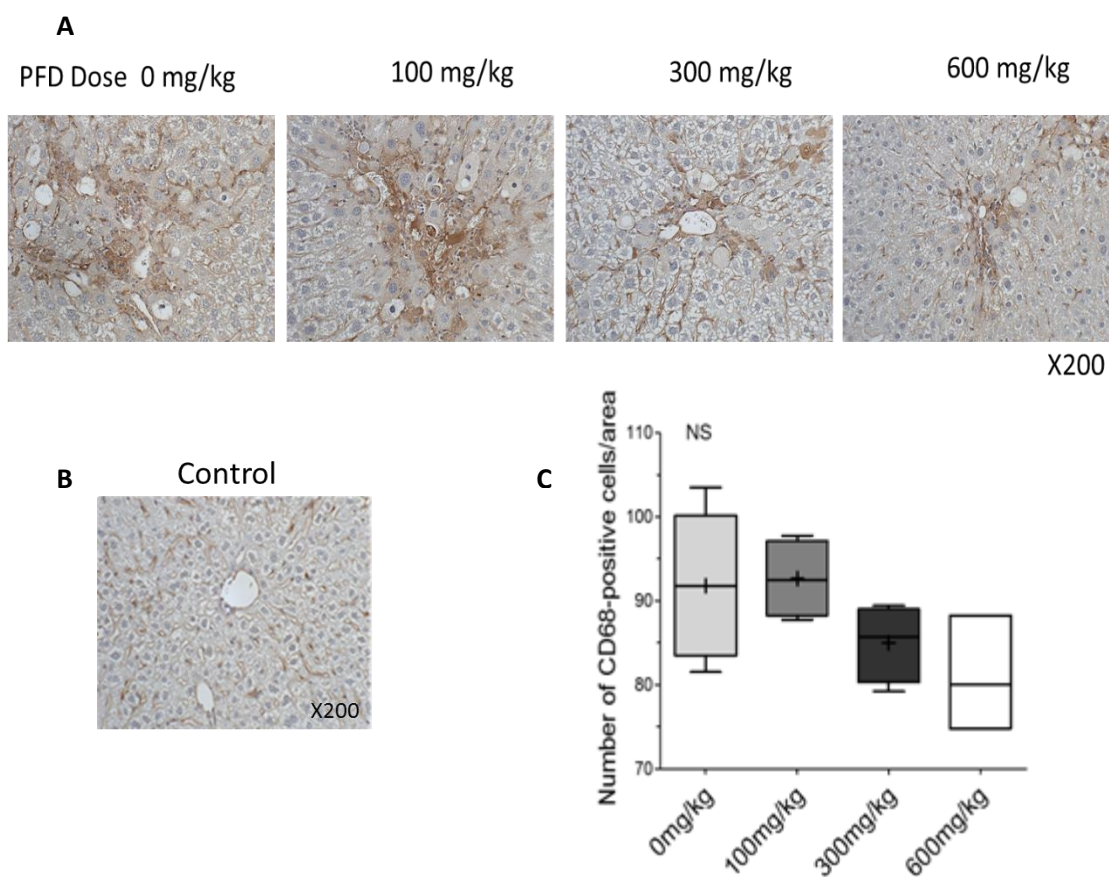 A
PFD Dose 0 mg/kg
100 mg/kg
300 mg/kg
600 mg/kg
X200
B
Control
X200
C
Number of CD68-positive cells/area
NS
110
100
90
80
70
0mg/kg
100mg/kg
300mg/kg
600mg/kg